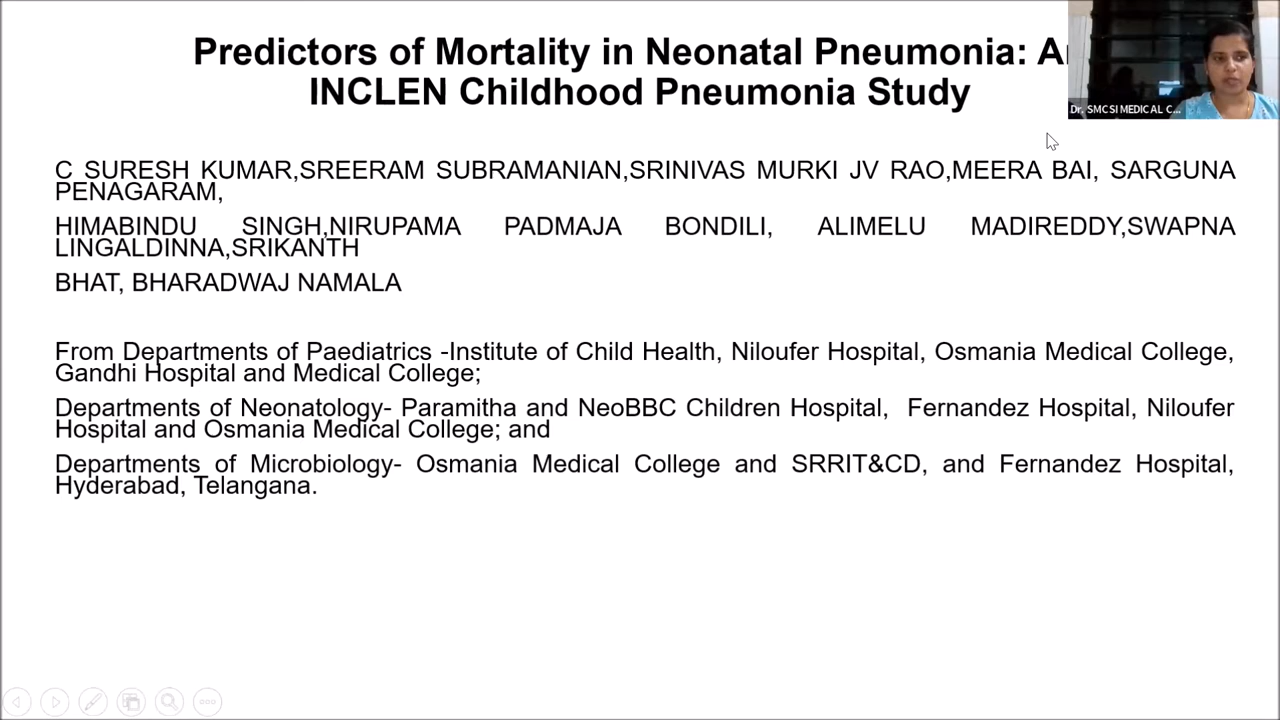 Predictors of Mortality in Neonatal Pneumonia:
INCLEN Childhood Pneumonia Study
Dr. SMCSI MEDICAL C...
C SURESH KUMAR,SREERAM SUBRAMANIAN,SRINIVAS MURKI JV RAO,MEERA BAI, SARGUNA
PENAGARAM,
HIMABINDU SINGH,NIRUPAMA PADMAJA BONDILI, ALIMELU MADIREDDY,SWAPNA
LINGALDINNA,SRIKANTH
BHAT, BHARADWAJ NAMALA
From Departments of Paediatrics -Institute of Child Health, Niloufer Hospital, Osmania Medical College,
Gandhi Hospital and Medical College;
Departments of Neonatology- Paramitha and NeoBBC Children Hospital, Fernandez Hospital, Niloufer
Hospital and Osmania Medical College; and
Departments of Microbiology- Osmania Medical College and SRRIT&CD, and Fernandez Hospital,
Hyderabad, Telangana.